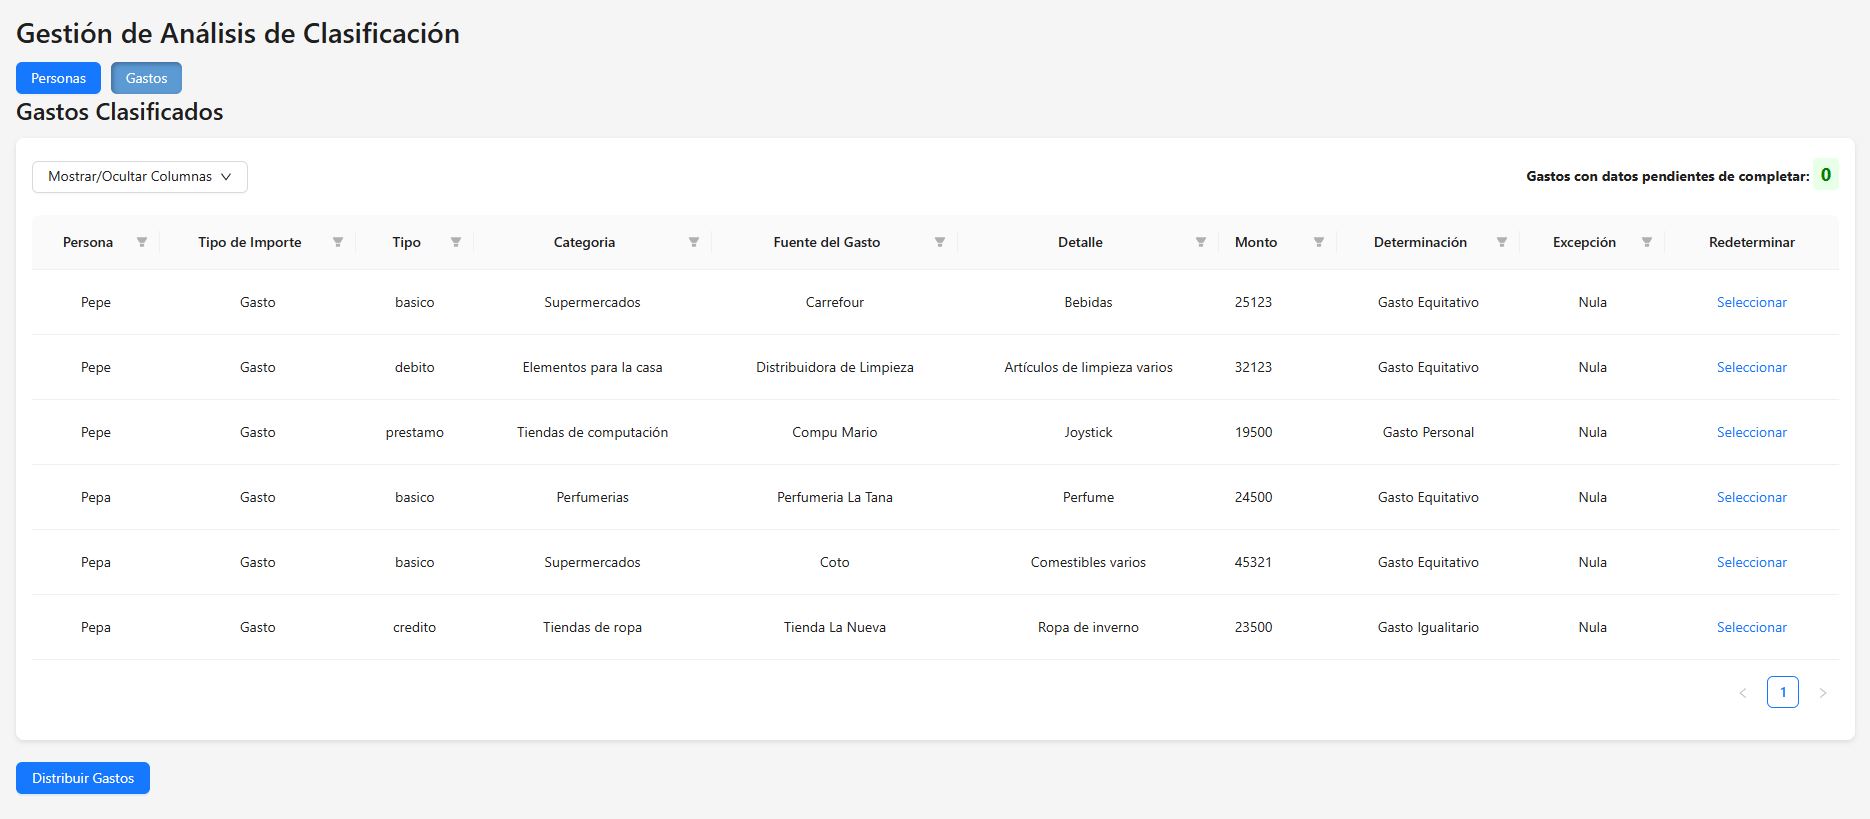 Gestión de Análisis de Clasificación
Personas Gastos
Gastos Clasificados
Mostrar/Ocultar Columnas Gastos con datos pendientes de completar: 0
Persona Tipo de Importe Tipo Categoria Fuente del Gasto Detalle Monto Determinación Excepción Redeterminar
Pepe Gasto basico Supermercados Carrefour Bebidas 25123 Gasto Equitativo Nula Seleccionar
Pepe Gasto debito Elementos para la casa Distribuidora de Limpieza Artículos de limpieza varios 32123 Gasto Equitativo Nula Seleccionar
Pepe Gasto prestamo Tiendas de computación Compu Mario Joystick 19500 Gasto Personal Nula Seleccionar
Pepa Gasto basico Perfumerias Perfumeria La Tana Perfume 24500 Gasto Equitativo Nula Seleccionar
Pepa Gasto basico Supermercados Coto Comestibles varios 45321 Gasto Equitativo Nula Seleccionar
Pepa Gasto credito Tiendas de ropa Tienda La Nueva Ropa de inverno 23500 Gasto Igualitario Nula Seleccionar
< 1 >
Distribuir Gastos